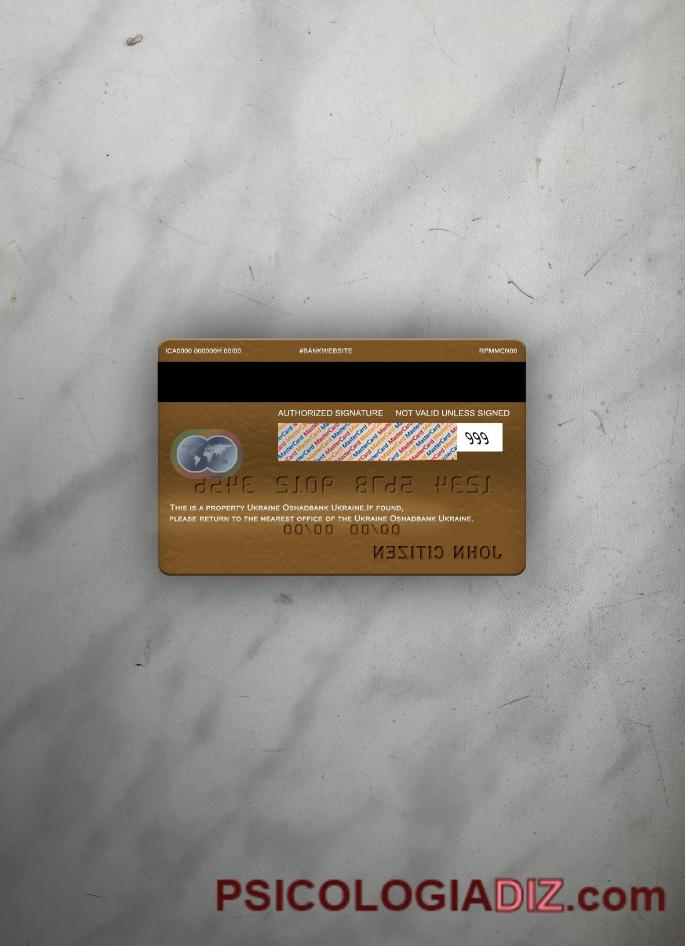 ICA0000 000000H 00/00 #BANKWEBSITE RPMMCN00
AUTHORIZED SIGNATURE NOT VALID UNLESS SIGNED
999
1234 5678 9012 3456
THIS IS A PROPERTY UKRAINE OSHADBANK UKRAINE.IF FOUND,
PLEASE RETURN TO THE NEAREST OFFICE OF THE UKRAINE OSHADBANK UKRAINE.
00/00 00/00
JOHN CITIZEN
PSICOLOGIADIZ.com